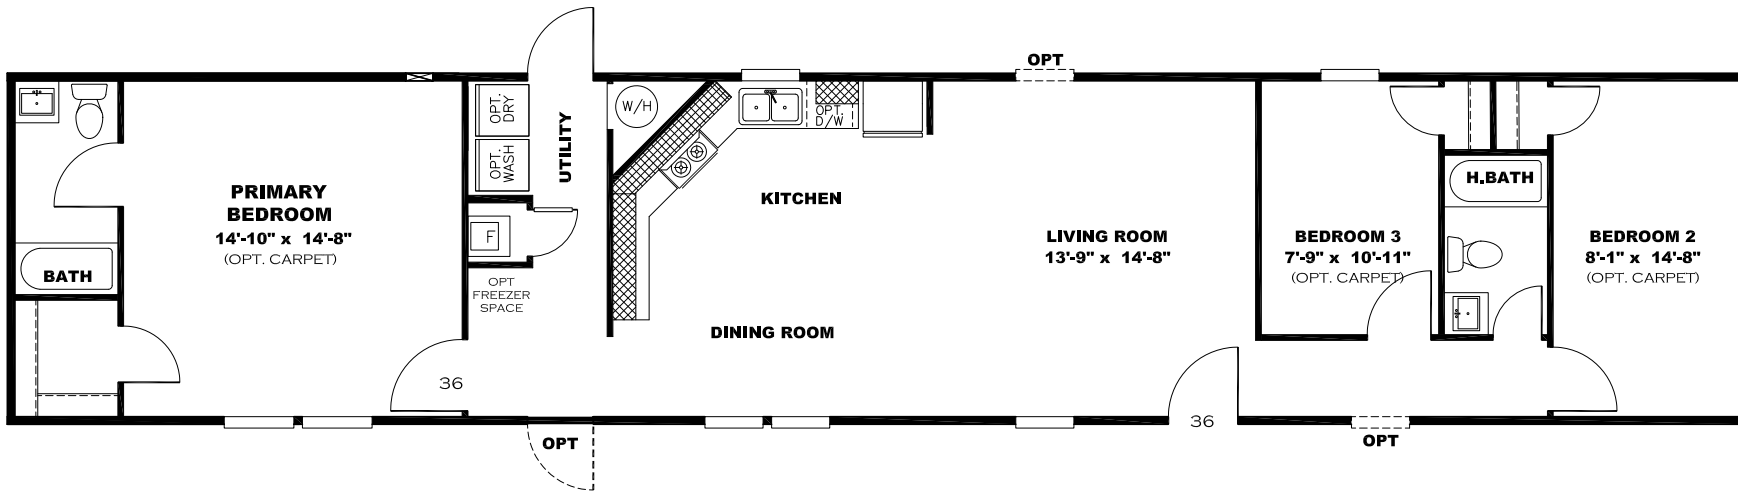 PRIMARY
BEDROOM
14'-10" x 14'-8"
(OPT. CARPET)
BATH
OPT.
DRY
OPT.
WASH
UTILITY
F
OPT
FREEZER
SPACE
36
OPT
W/H
OPT.
D/W
KITCHEN
DINING ROOM
OPT
LIVING ROOM
13'-9" x 14'-8"
36
BEDROOM 3
7'-9" x 10'-11"
(OPT. CARPET)
H.BATH
OPT
BEDROOM 2
8'-1" x 14'-8"
(OPT. CARPET)